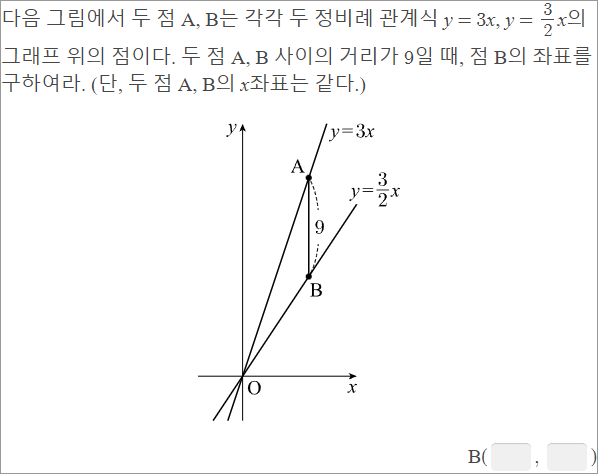 다음 그림에서 두 점 A, B는 각각 두 정비례 관계식 y = 3x, y = 3/2 x의
그래프 위의 점이다. 두 점 A, B 사이의 거리가 9일 때, 점 B의 좌표를
구하여라. (단, 두 점 A, B의 x좌표는 같다.)
y
y=3x
A
y=3/2 x
9
B
O
x
B( , )